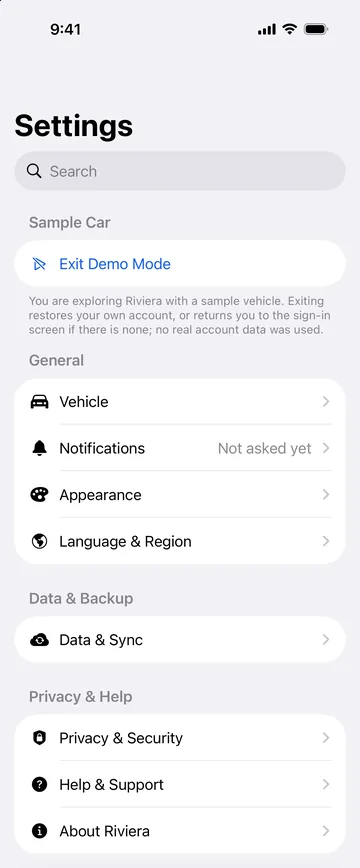 9:41
Settings
Search
Sample Car
Exit Demo Mode
You are exploring Riviera with a sample vehicle. Exiting
restores your own account, or returns you to the sign-in
screen if there is none; no real account data was used.
General
Vehicle
Notifications Not asked yet
Appearance
Language & Region
Data & Backup
Data & Sync
Privacy & Help
Privacy & Security
Help & Support
About Riviera